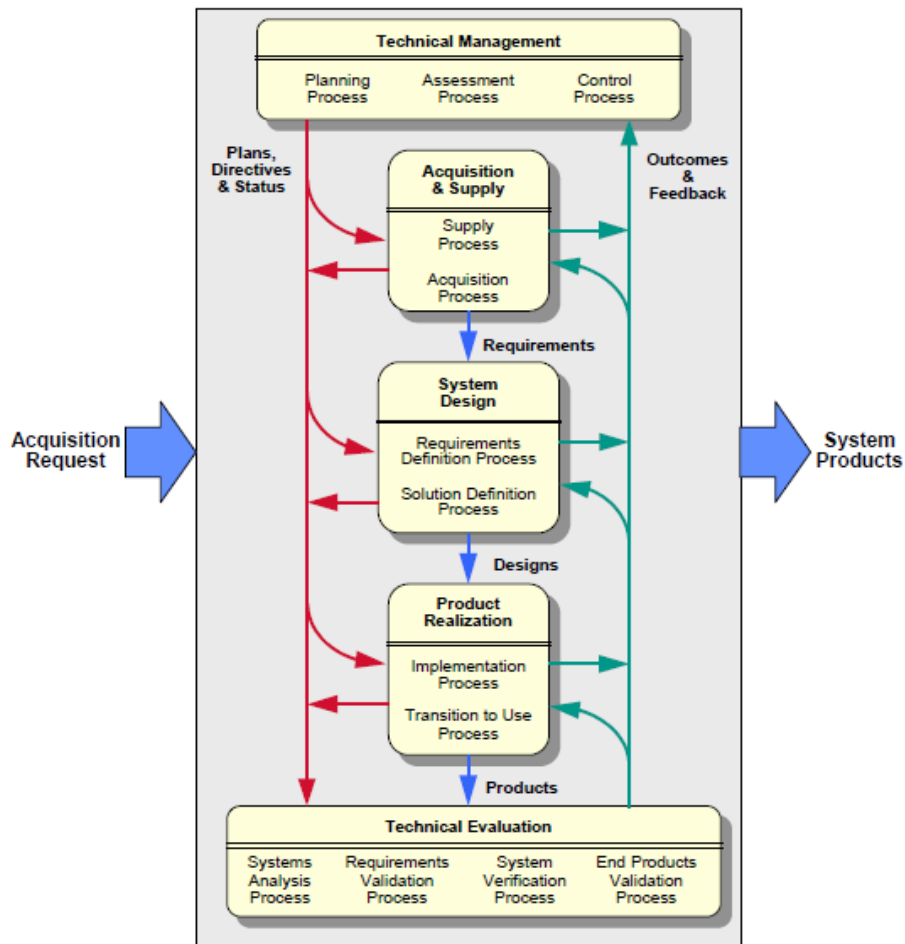 Technical Management
Planning
Process
Assessment
Process
Control
Process
Plans,
Directives
& Status
Outcomes
&
Feedback
Acquisition
& Supply
Supply
Process
Acquisition
Process
Requirements
System
Design
Requirements
Definition Process
Solution Definition
Process
Acquisition
Request
System
Products
Designs
Product
Realization
Implementation
Process
Transition to Use
Process
Products
Technical Evaluation
Systems
Analysis
Process
Requirements
Validation
Process
System
Verification
Process
End Products
Validation
Process